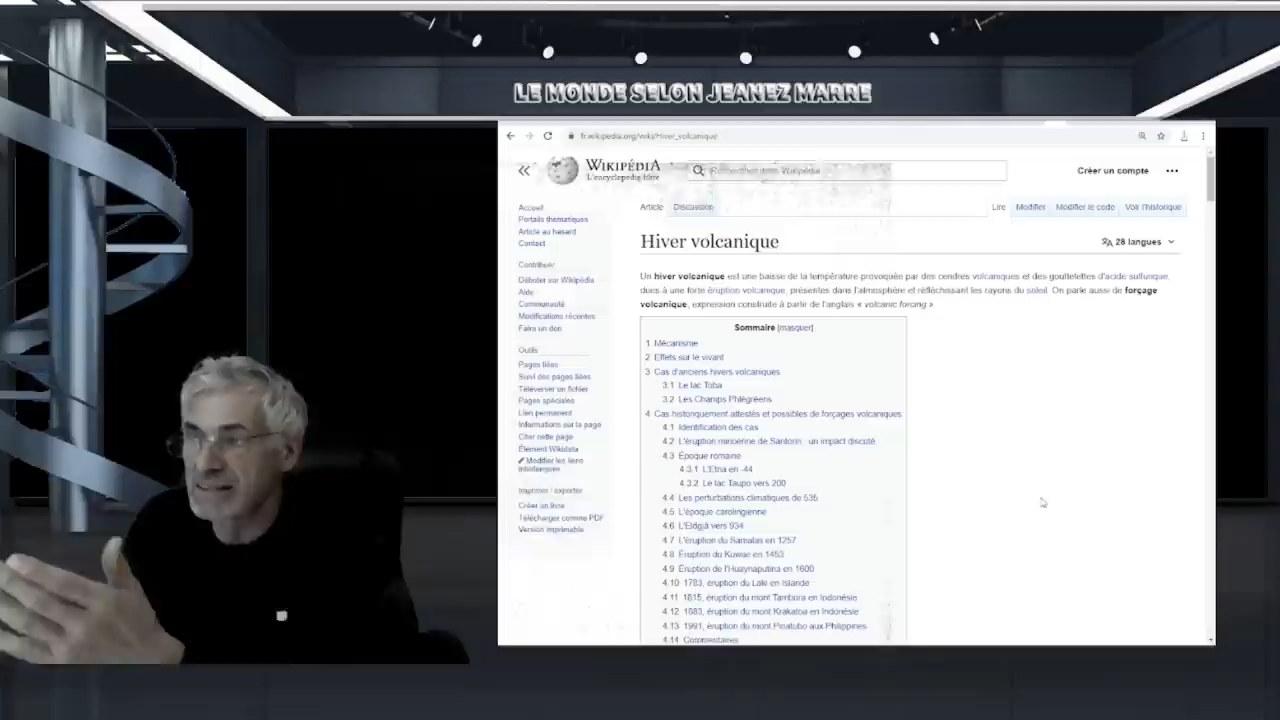 LE MONDE SELON JEANEZ MARRE
fr.wikipedia.org/wiki/Hiver_volcanique
WIKIPÉDIA
L'encyclopédie libre
Rechercher dans Wikipédia
Créer un compte
Accueil
Portails thématiques
Article au hasard
Contact
Contribuer
Débuter sur Wikipédia
Aide
Communauté
Modifications récentes
Faire un don
Outils
Pages liées
Suivi des pages liées
Téléverser un fichier
Pages spéciales
Lien permanent
Informations sur la page
Citer cette page
Élément Wikidata
Modifier les liens
interlangues
Imprimer / exporter
Créer un livre
Télécharger comme PDF
Version imprimable
Article Discussion
Lire Modifier Modifier le code Voir l'historique
Hiver volcanique
28 langues
Un hiver volcanique est une baisse de la température provoquée par des cendres volcaniques et des gouttelettes d'acide sulfurique,
dues à une forte éruption volcanique, présentes dans l'atmosphère et réfléchissant les rayons du soleil. On parle aussi de forçage
volcanique, expression construite à partir de l'anglais « volcanic forcing »
Sommaire [masquer]
1 Mécanisme
2 Effets sur le vivant
3 Cas d'anciens hivers volcaniques
3.1 Le lac Toba
3.2 Les Champs Phlégréens
4 Cas historiquement attestés et possibles de forçages volcaniques
4.1 Identification des cas
4.2 L'éruption minoenne de Santorin : un impact discuté
4.3 Époque romaine
4.3.1 L'Etna en -44
4.3.2 Le lac Taupo vers 200
4.4 Les perturbations climatiques de 535
4.5 L'époque carolingienne
4.6 L'Eldgjá vers 934
4.7 L'éruption du Samalas en 1257
4.8 Éruption du Kuwae en 1453
4.9 Éruption de l'Huaynaputina en 1600
4.10 1783, éruption du Laki en Islande
4.11 1815, éruption du mont Tambora en Indonésie
4.12 1883, éruption du mont Krakatoa en Indonésie
4.13 1991, éruption du mont Pinatubo aux Philippines
4.14 Commentaires